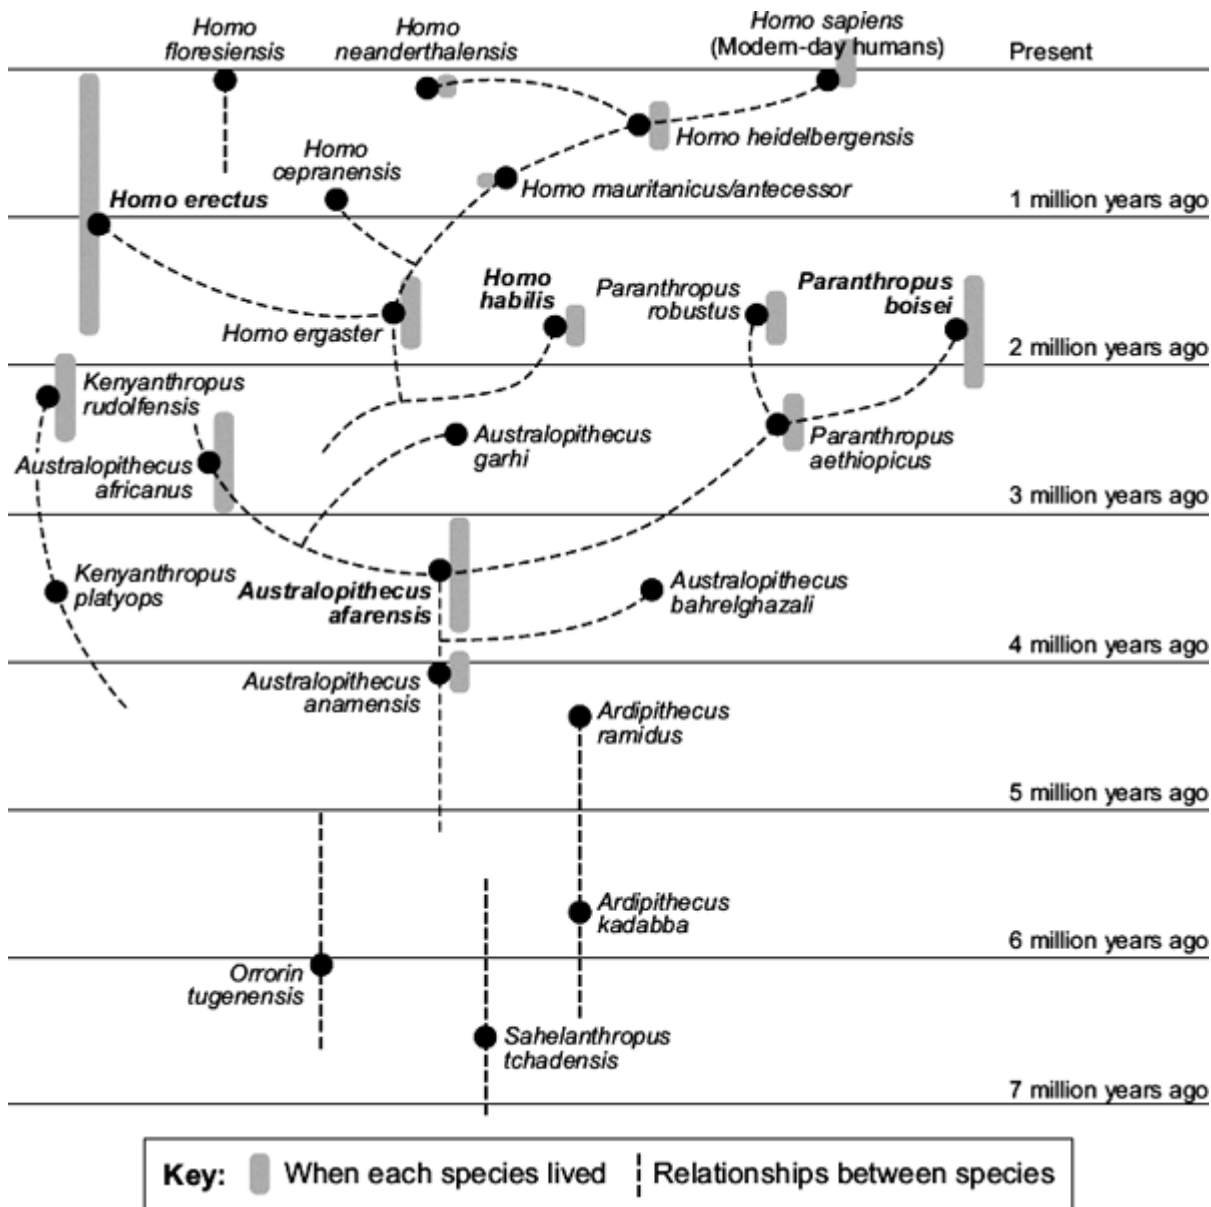 Homo
floresiensis
Homo
neanderthalensis
Homo sapiens
(Modern-day humans)
Present
Homo heidelbergensis
Homo
cepranensis
Homo mauritanicus/antecessor
Homo erectus
1 million years ago
Homo
habilis
Paranthropus
robustus
Paranthropus
boisei
Homo ergaster
2 million years ago
Kenyanthropus
rudolfensis
Australopithecus
africanus
Australopithecus
garhi
Paranthropus
aethiopicus
3 million years ago
Kenyanthropus
platyops
Australopithecus
afarensis
Australopithecus
bahrelghazali
4 million years ago
Australopithecus
anamensis
Ardipithecus
ramidus
5 million years ago
Ardipithecus
kadabba
6 million years ago
Orrorin
tugenensis
Sahelanthropus
tchadensis
7 million years ago
Key: When each species lived Relationships between species